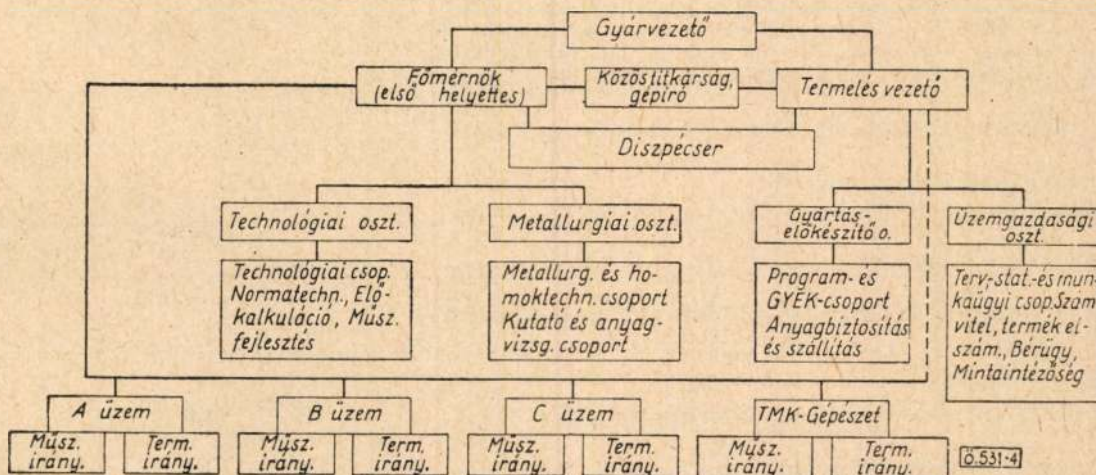 Gyárvezető
Főmérnök
(első helyettes)
Közös titkárság,
gépíró
Termelés vezető
Diszpécser
Technológiai oszt.
Metallurgiai oszt.
Gyártás-
előkészítő o.
Üzemgazdasági
oszt.
Technológiai csop.
Normatechn., Elő-
kalkuláció, Műsz.
fejlesztés
Metallurg. és ho-
moktechn. csoport
Kutató és anyag-
vizsg. csoport
Program- és
GYEK-csoport
Anyagbiztosítás
és szállítás
Terv,-stat.-és mun-
kaügyi csop. Szám
vitel, termék el-
szám., Bérügy,
Mintaintézőség
A üzem
B üzem
C üzem
TMK-Gépészet
Műsz.
irány.
Term.
irány.
Műsz.
irány.
Term.
irány.
Műsz.
irány.
Term.
irány.
Műsz.
irány.
Term.
irány.
Ö.531-4